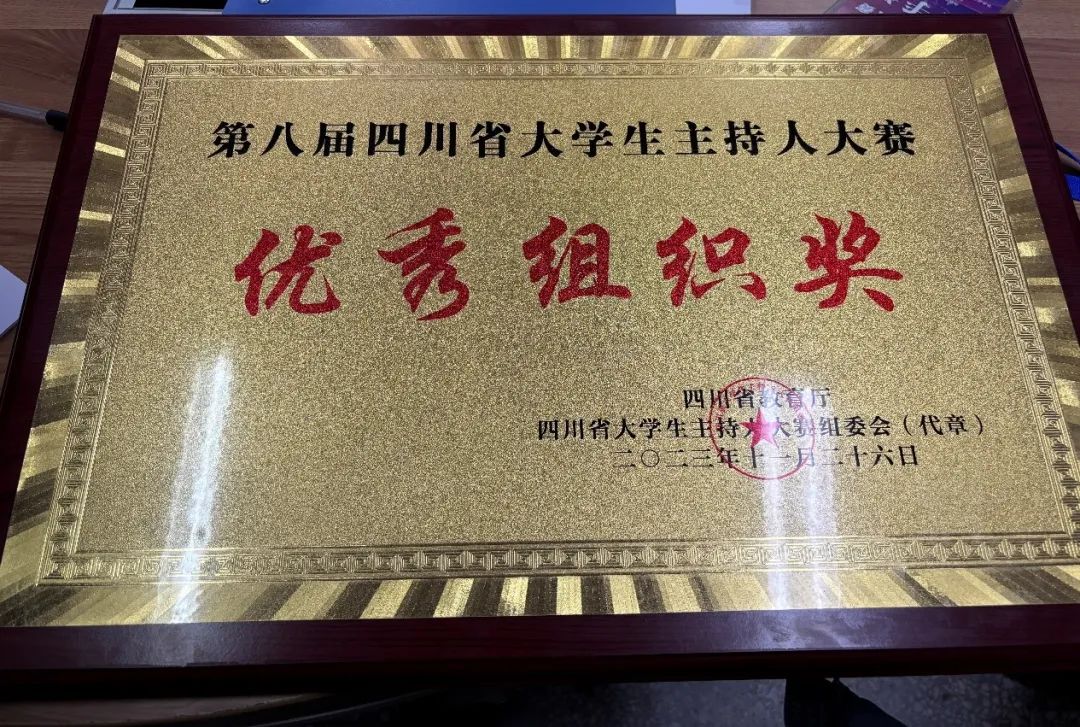 第八届四川省大学生主持人大赛
优秀组织奖
四川省教育厅
四川省大学生主持人大赛组委会（代章）
二〇二三年十一月二十六日